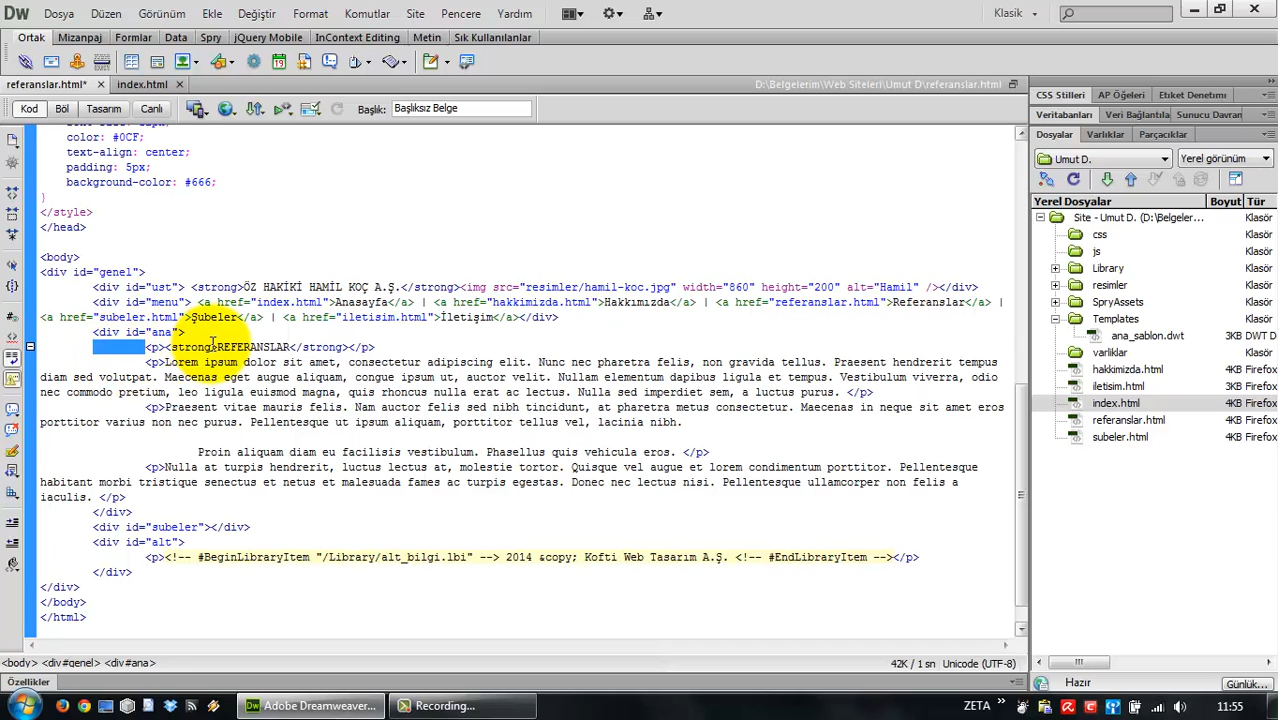 Dw Dosya Düzen Görünüm Ekle Değiştir Format Komutlar Site Pencere Yardım Klasik
Ortak Mizanpaj Formlar Data Spry jQuery Mobile InContext Editing Metin Sık Kullanılanlar
referanslar.html* × index.html × D:\Belgelerim\Web Siteleri\Umut D\referanslar.html
Kod Böl Tasarım Canlı Başlık: Başlıksız Belge
color: #0CF;
text-align: center;
padding: 5px;
background-color: #666;
}
</style>
</head>
<body>
<div id="genel">
<div id="ust"> <strong>ÖZ HAKİKİ HAMİL KOÇ A.Ş.</strong><img src="resimler/hamil-koc.jpg" width="860" height="200" alt="Hamil" /></div>
<div id="menu"> <a href="index.html">Anasayfa</a> | <a href="hakkimizda.html">Hakkımızda</a> | <a href="referanslar.html">Referanslar</a> |
<a href="subeler.html">Şubeler</a> | <a href="iletisim.html">İletişim</a></div>
<div id="ana">
<p><strong>REFERANSLAR</strong></p>
<p>Lorem ipsum dolor sit amet, consectetur adipiscing elit. Nunc nec pharetra felis, non gravida tellus. Praesent hendrerit tempus
diam sed volutpat. Maecenas eget augue aliquam, congue ipsum ut, auctor velit. Nullam elementum dapibus ligula et tempus. Vestibulum viverra, odio
nec commodo pretium, leo ligula euismod magna, quis rhoncus nulla erat ac lectus. Nulla sed imperdiet sem, a luctus purus. </p>
<p>Praesent vitae mauris felis. Nam auctor felis sed nibh tincidunt, at pharetra metus consectetur. Maecenas in neque sit amet orci
porttitor varius non nec purus. Pellentesque ut ipsum aliquam, porttitor tellus vel, lacinia nibh.
Proin aliquam diam eu facilisis vestibulum. Phasellus quis vehicula eros. </p>
<p>Nulla at turpis hendrerit, luctus lectus at, molestie tortor. Quisque vel augue et lorem condimentum porttitor. Pellentesque
habitant morbi tristique senectus et netus et malesuada fames ac turpis egestas. Donec nec lectus nisi. Pellentesque ullamcorper non felis a
iaculis. </p>
</div>
<div id="subeler"></div>
<div id="alt">
<p><!-- #BeginLibraryItem "/Library/alt_bilgi.lbi" --> 2014 &copy; Kofti Web Tasarım A.Ş. <!-- #EndLibraryItem --></p>
</div>
</div>
</body>
</html>
<body> <div#genel> <div#ana> 42K / 1 sn Unicode (UTF-8)
Özellikler
CSS Stilleri AP Öğeleri Etiket Denetimi
Veritabanları Veri Bağlantıla Sunucu Davran
Dosyalar Varlıklar Parçacıklar
Umut D. Yerel görünüm
Yerel Dosyalar Boyut Tür
Site - Umut D. (D:\Belgeler... Klasör
css Klasör
js Klasör
Library Klasör
resimler Klasör
SpryAssets Klasör
Templates Klasör
ana_sablon.dwt 4KB DWT D
varliklar Klasör
hakkimizda.html 4KB Firefox
iletisim.html 4KB Firefox
index.html 4KB Firefox
referanslar.html 4KB Firefox
subeler.html 4KB Firefox
Hazır Günlük...
Adobe Dreamweaver... Recording... ZETA 11:55